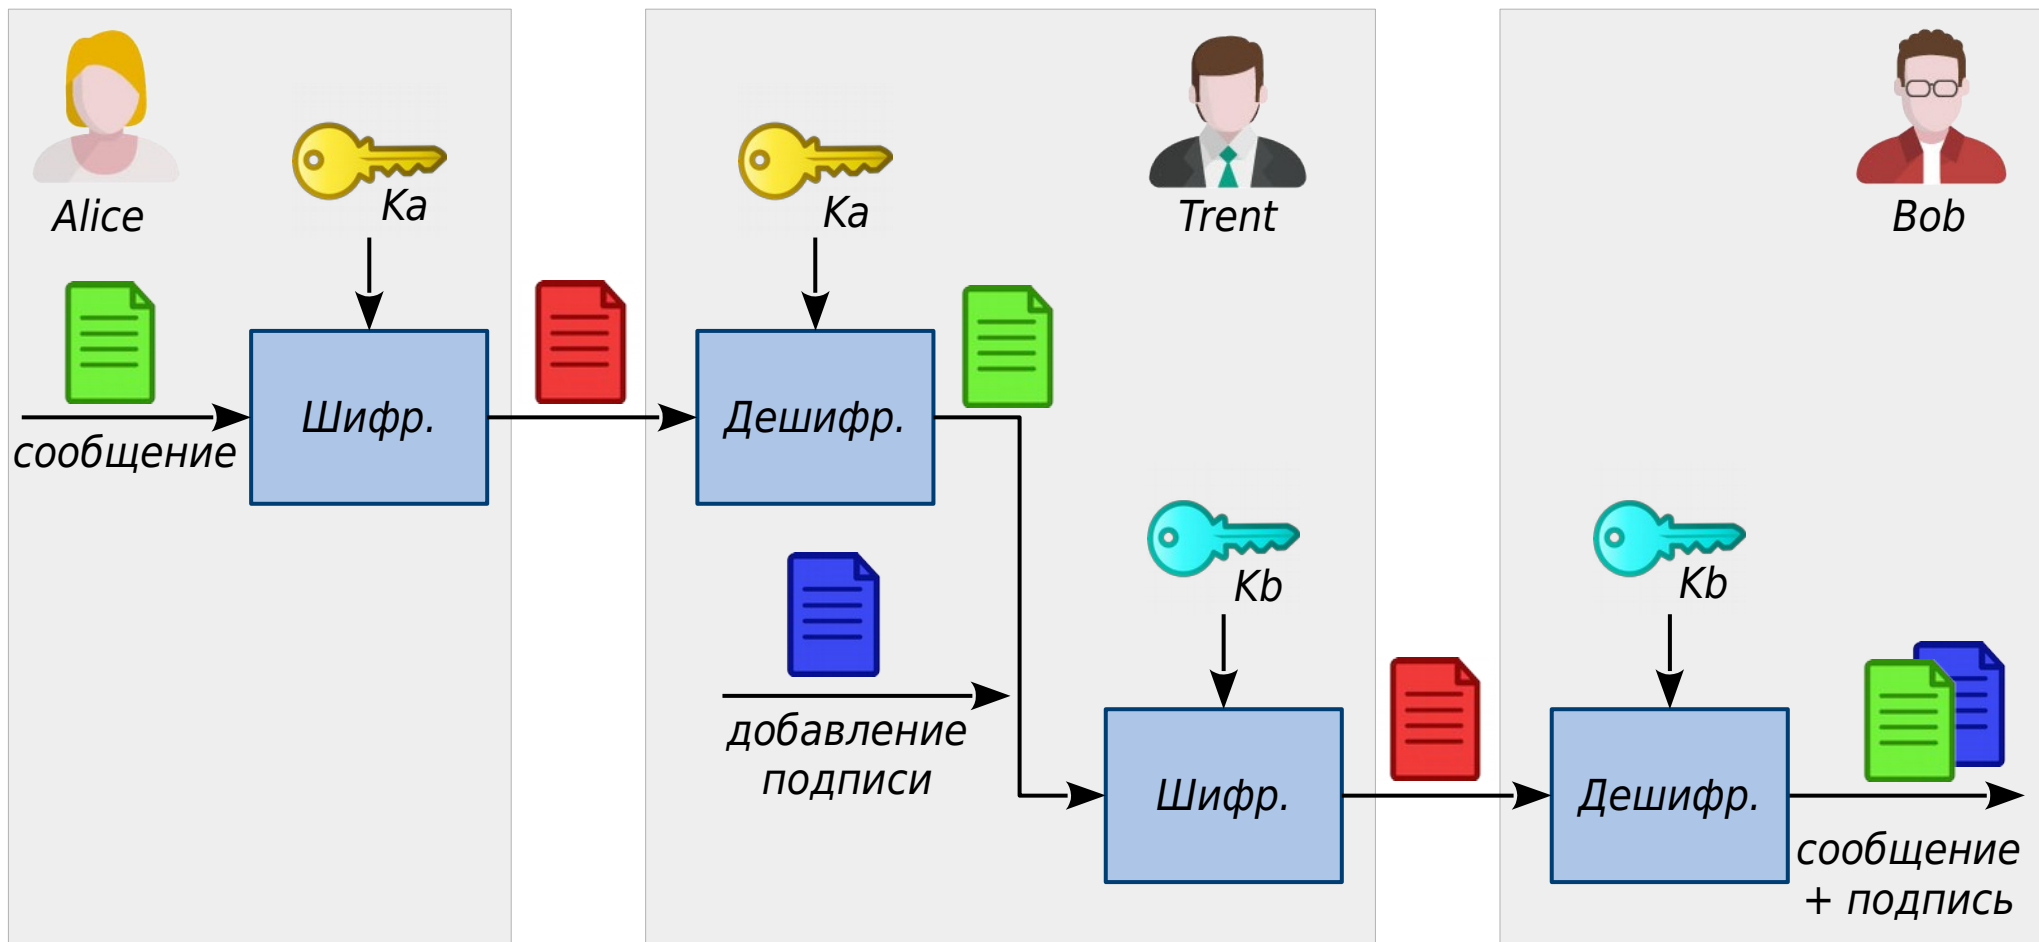 Alice
Ka
Ka
Trent
Bob
сообщение
Шифр.
Дешифр.
Kb
Kb
добавление
подписи
Шифр.
Дешифр.
сообщение
+ подпись